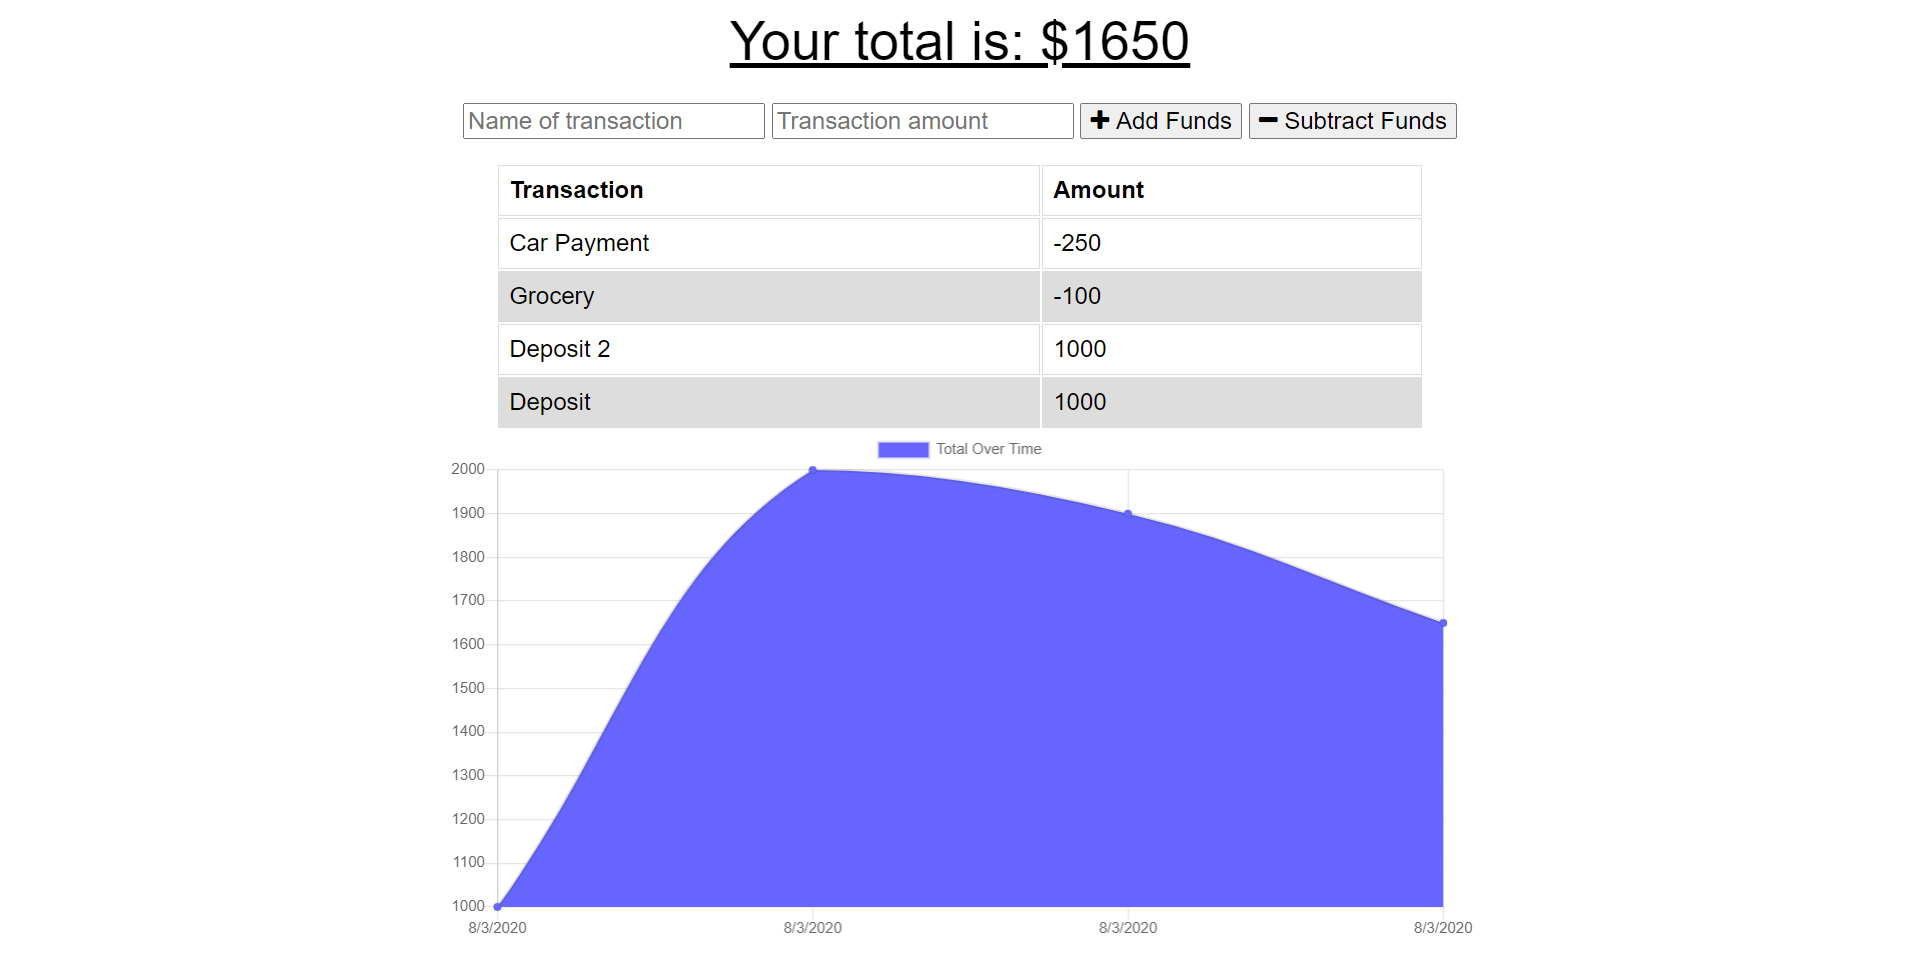 Your total is: $1650
Name of transaction Transaction amount Add Funds Subtract Funds
Transaction Amount
Car Payment -250
Grocery -100
Deposit 2 1000
Deposit 1000
Total Over Time
2000
1900
1800
1700
1600
1500
1400
1300
1200
1100
1000
8/3/2020 8/3/2020 8/3/2020 8/3/2020